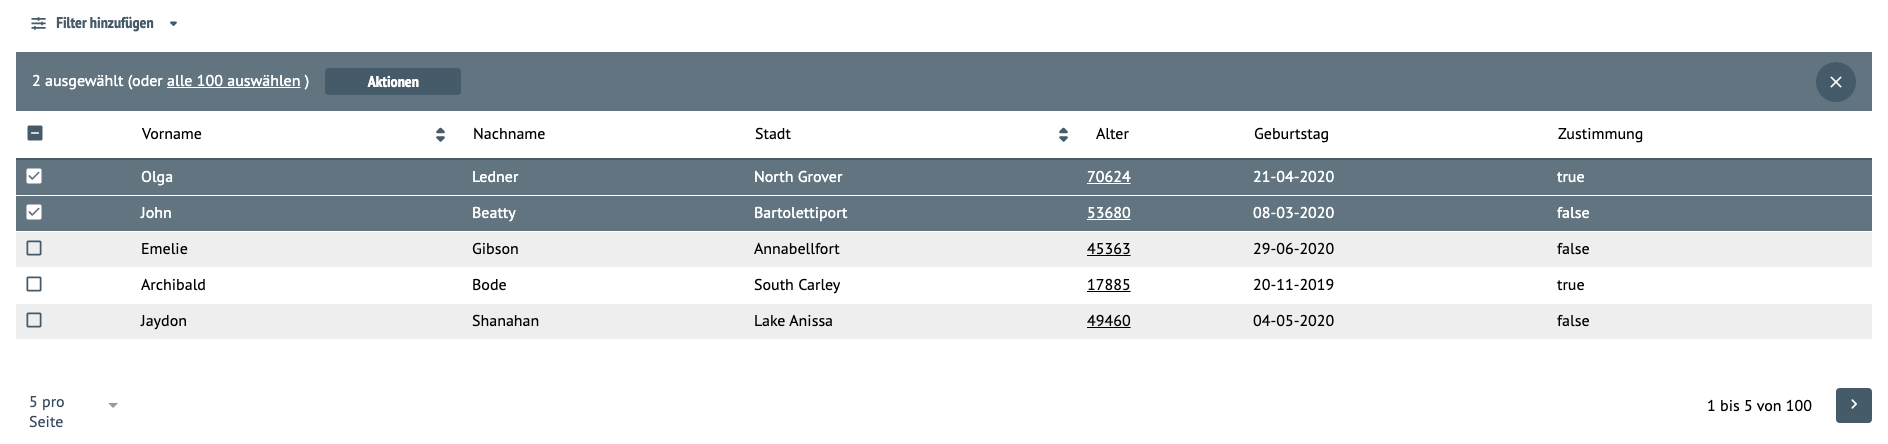 Filter hinzufügen
2 ausgewählt (oder alle 100 auswählen ) Aktionen
Vorname Nachname Stadt Alter Geburtstag Zustimmung
Olga Ledner North Grover 70624 21-04-2020 true
John Beatty Bartolettiport 53680 08-03-2020 false
Emelie Gibson Annabellfort 45363 29-06-2020 false
Archibald Bode South Carley 17885 20-11-2019 true
Jaydon Shanahan Lake Anissa 49460 04-05-2020 false
5 pro
Seite
1 bis 5 von 100